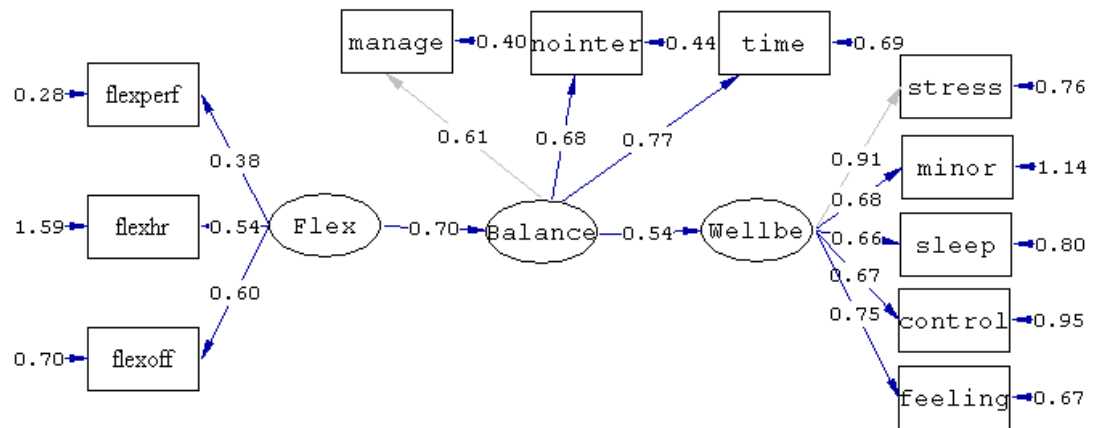 manage
0.40
nointer
0.44
time
0.69
0.28
flexperf
stress
0.76
0.61
0.68
0.77
0.38
0.91
minor
1.14
0.68
1.59
flexhr
0.54
Flex
0.70
Balance
0.54
Wellbe
0.66
sleep
0.80
0.67
0.60
0.75
control
0.95
0.70
flexoff
feeling
0.67